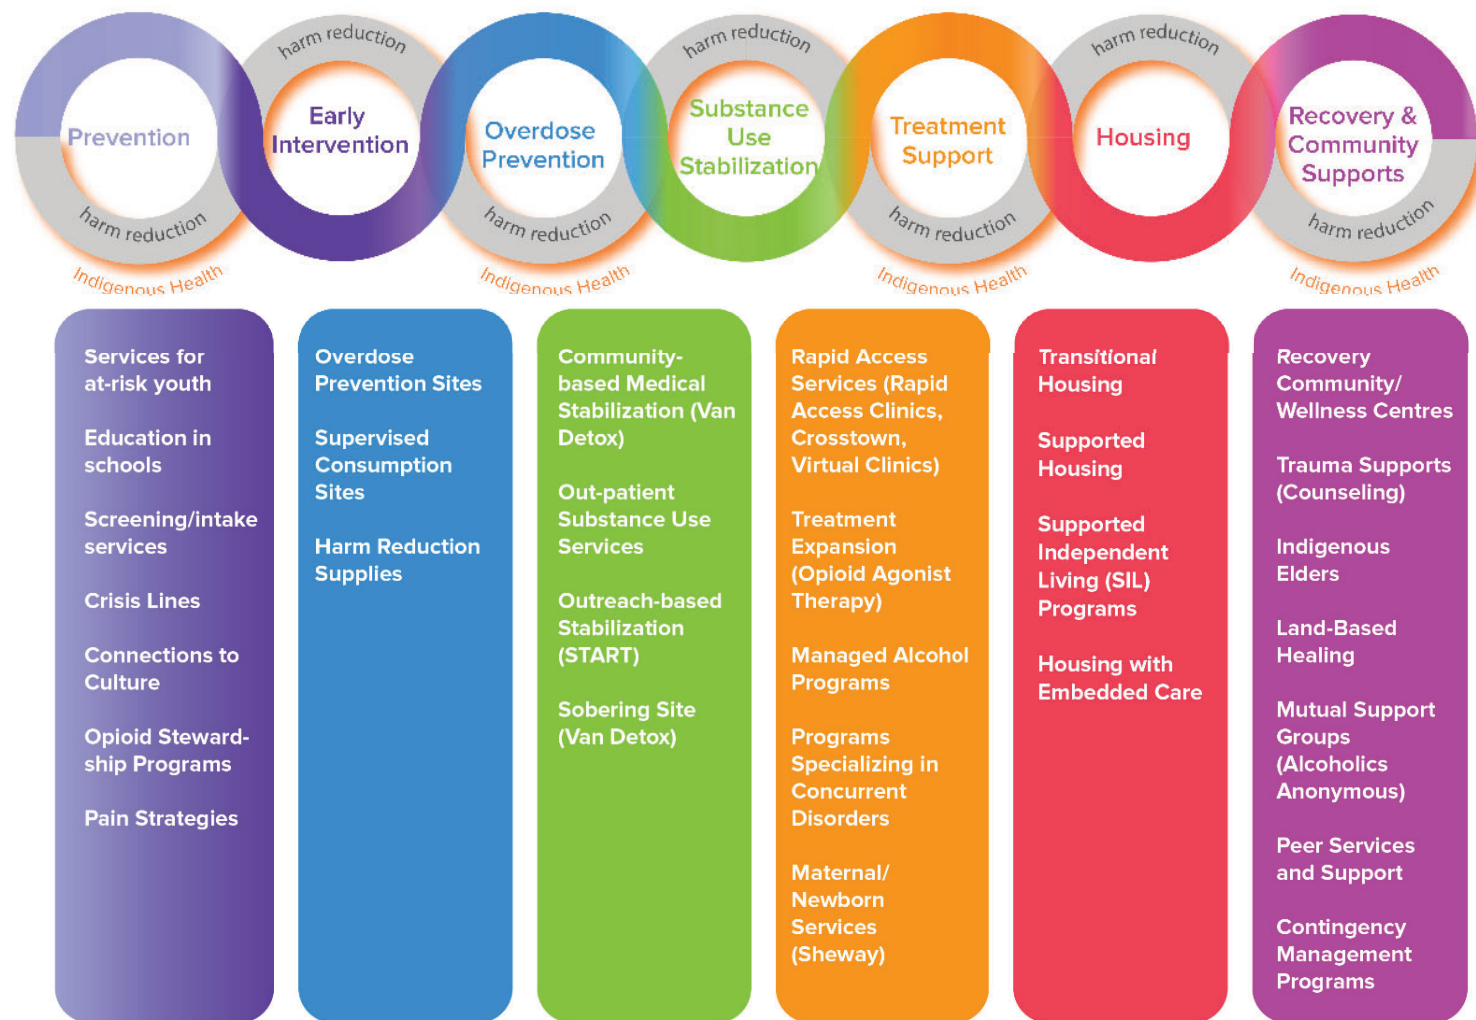 harm reduction
harm reduction
harm reduction
Prevention
Early
Intervention
Overdose
Prevention
Substance
Use
Stabilization
Treatment
Support
Housing
Recovery &
Community
Supports
harm reduction
harm reduction
harm reduction
harm reduction
Indigenous Health
Indigenous Health
Indigenous Health
Indigenous Health
Services for
at-risk youth
Education in
schools
Screening/intake
services
Crisis Lines
Connections to
Culture
Opioid Steward-
ship Programs
Pain Strategies
Overdose
Prevention Sites
Supervised
Consumption
Sites
Harm Reduction
Supplies
Community-
based Medical
Stabilization (Van
Detox)
Out-patient
Substance Use
Services
Outreach-based
Stabilization
(START)
Sobering Site
(Van Detox)
Rapid Access
Services (Rapid
Access Clinics,
Crosstown,
Virtual Clinics)
Treatment
Expansion
(Opioid Agonist
Therapy)
Managed Alcohol
Programs
Programs
Specializing in
Concurrent
Disorders
Maternal/
Newborn
Services
(Sheway)
Transitional
Housing
Supported
Housing
Supported
Independent
Living (SIL)
Programs
Housing with
Embedded Care
Recovery
Community/
Wellness Centres
Trauma Supports
(Counseling)
Indigenous
Elders
Land-Based
Healing
Mutual Support
Groups
(Alcoholics
Anonymous)
Peer Services
and Support
Contingency
Management
Programs